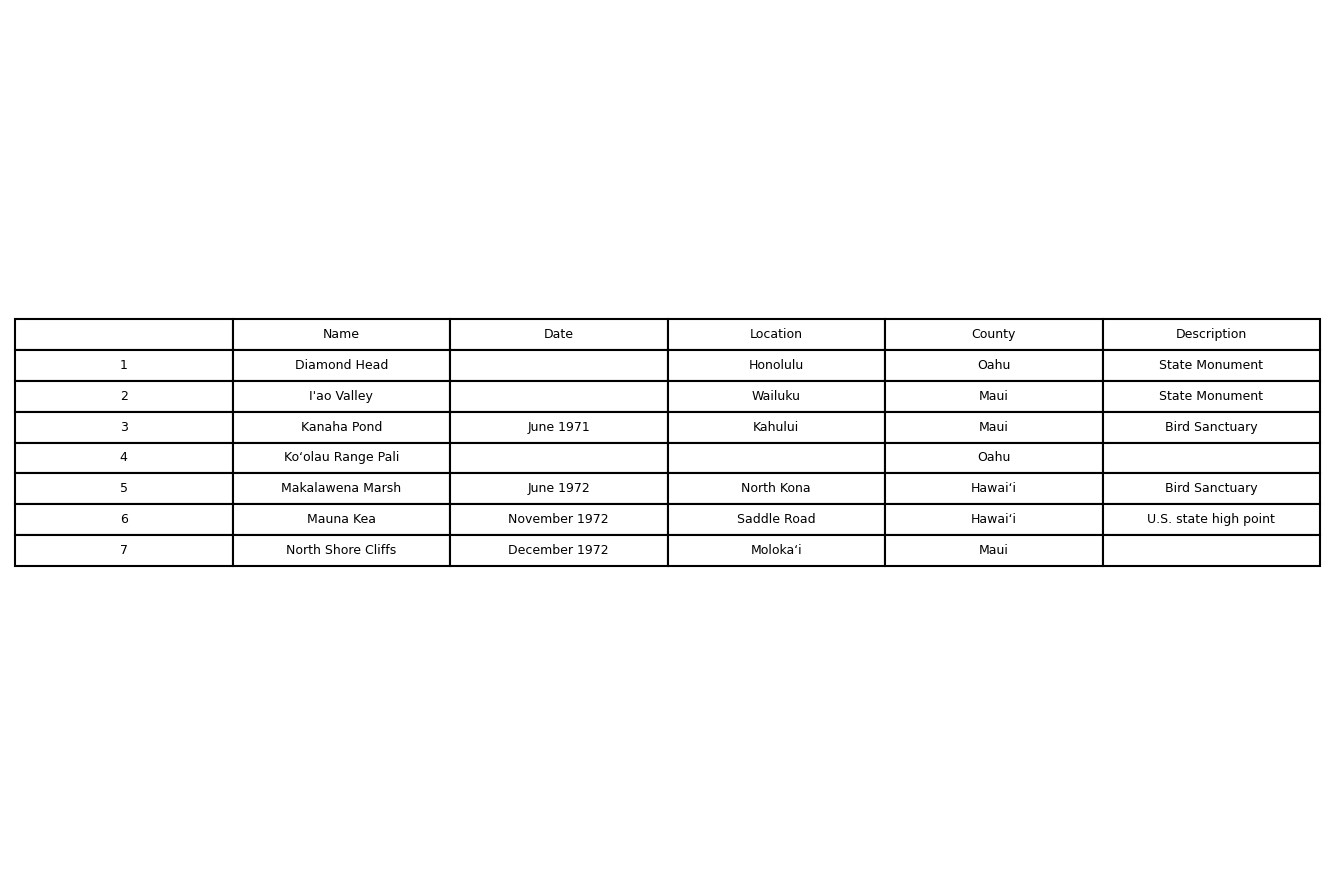 Name Date Location County Description
1 Diamond Head Honolulu Oahu State Monument
2 I'ao Valley Wailuku Maui State Monument
3 Kanaha Pond June 1971 Kahului Maui Bird Sanctuary
4 Koʻolau Range Pali Oahu
5 Makalawena Marsh June 1972 North Kona Hawaiʻi Bird Sanctuary
6 Mauna Kea November 1972 Saddle Road Hawaiʻi U.S. state high point
7 North Shore Cliffs December 1972 Molokaʻi Maui